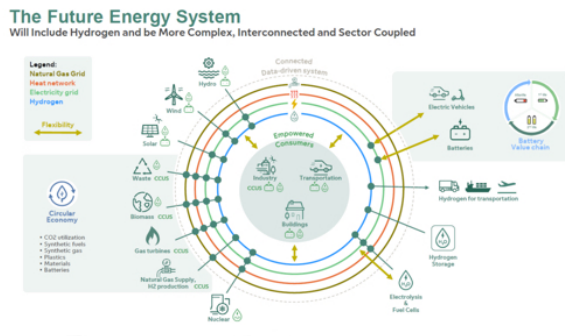 The Future Energy System
Will Include Hydrogen and be More Complex, Interconnected and Sector Coupled
Legend:
Natural Gas Grid
Heat network
Electricity grid
Hydrogen
Flexibility
Connected
Data-driven system
Hydro
Wind
Solar
Waste CCUS
Biomass CCUS
Gas turbines CCUS
Natural Gas Supply,
H2 production CCUS
Nuclear
Empowered
Consumers
Industry
CCUS
Transportation
Buildings
Electric Vehicles
Batteries
Battery
Value chain
Hydrogen for transportation
Hydrogen
Storage
Electrolysis
& Fuel Cells
Circular
Economy
• COZ utilization
• Synthetic fuels
• Synthetic gas
• Plastics
• Materials
• Batteries